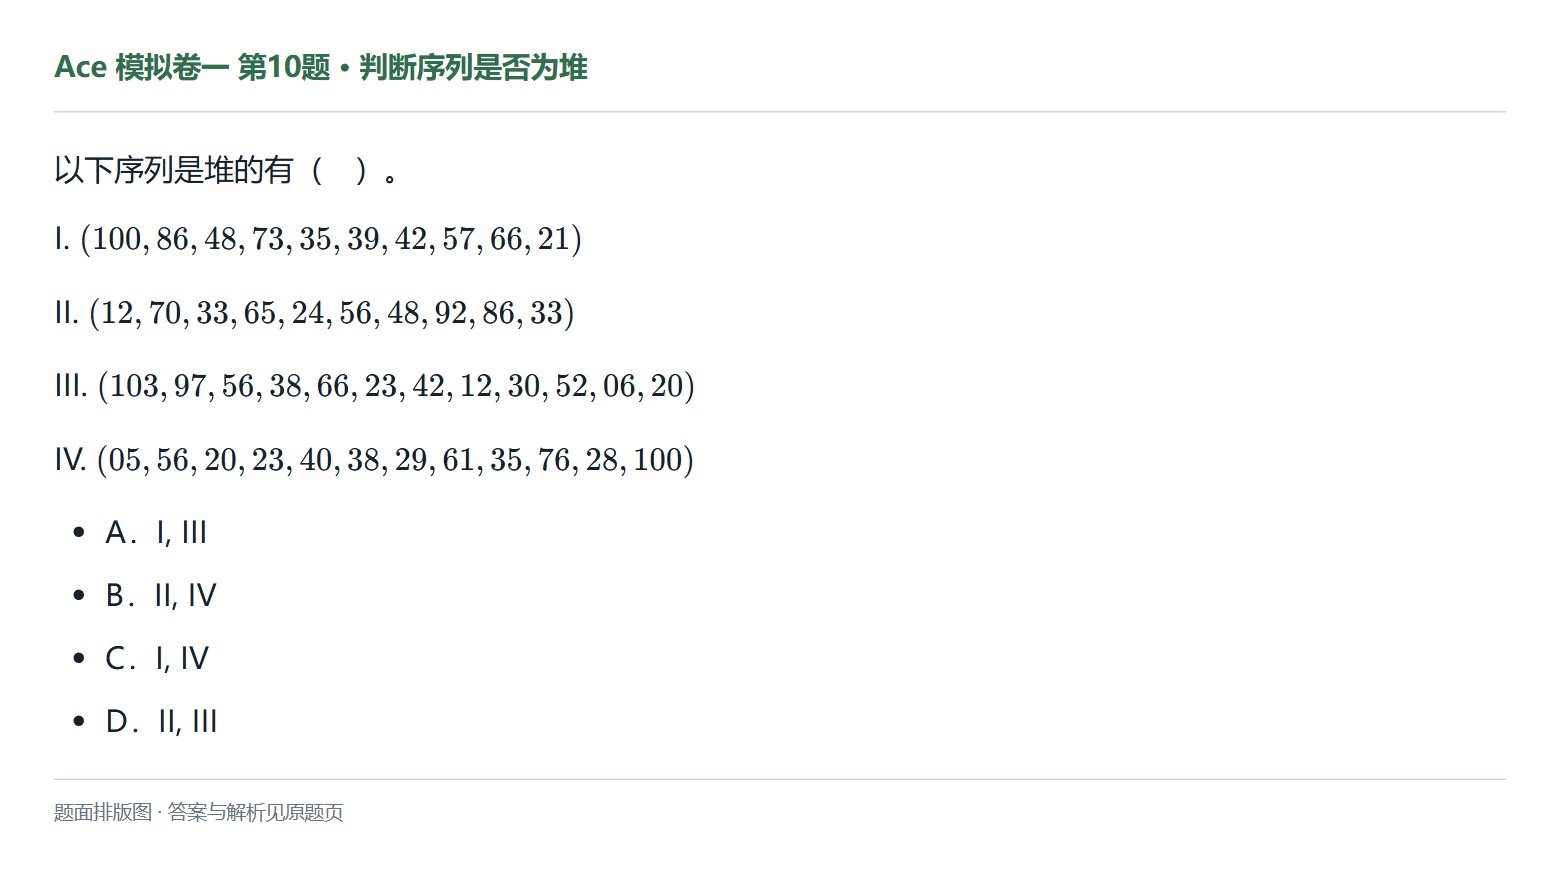 Ace 模拟卷一 第10题 • 判断序列是否为堆
以下序列是堆的有（　）。
I. (100, 86, 48, 73, 35, 39, 42, 57, 66, 21)
II. (12, 70, 33, 65, 24, 56, 48, 92, 86, 33)
III. (103, 97, 56, 38, 66, 23, 42, 12, 30, 52, 06, 20)
IV. (05, 56, 20, 23, 40, 38, 29, 61, 35, 76, 28, 100)
• A．I, III
• B．II, IV
• C．I, IV
• D．II, III
题面排版图 · 答案与解析见原题页